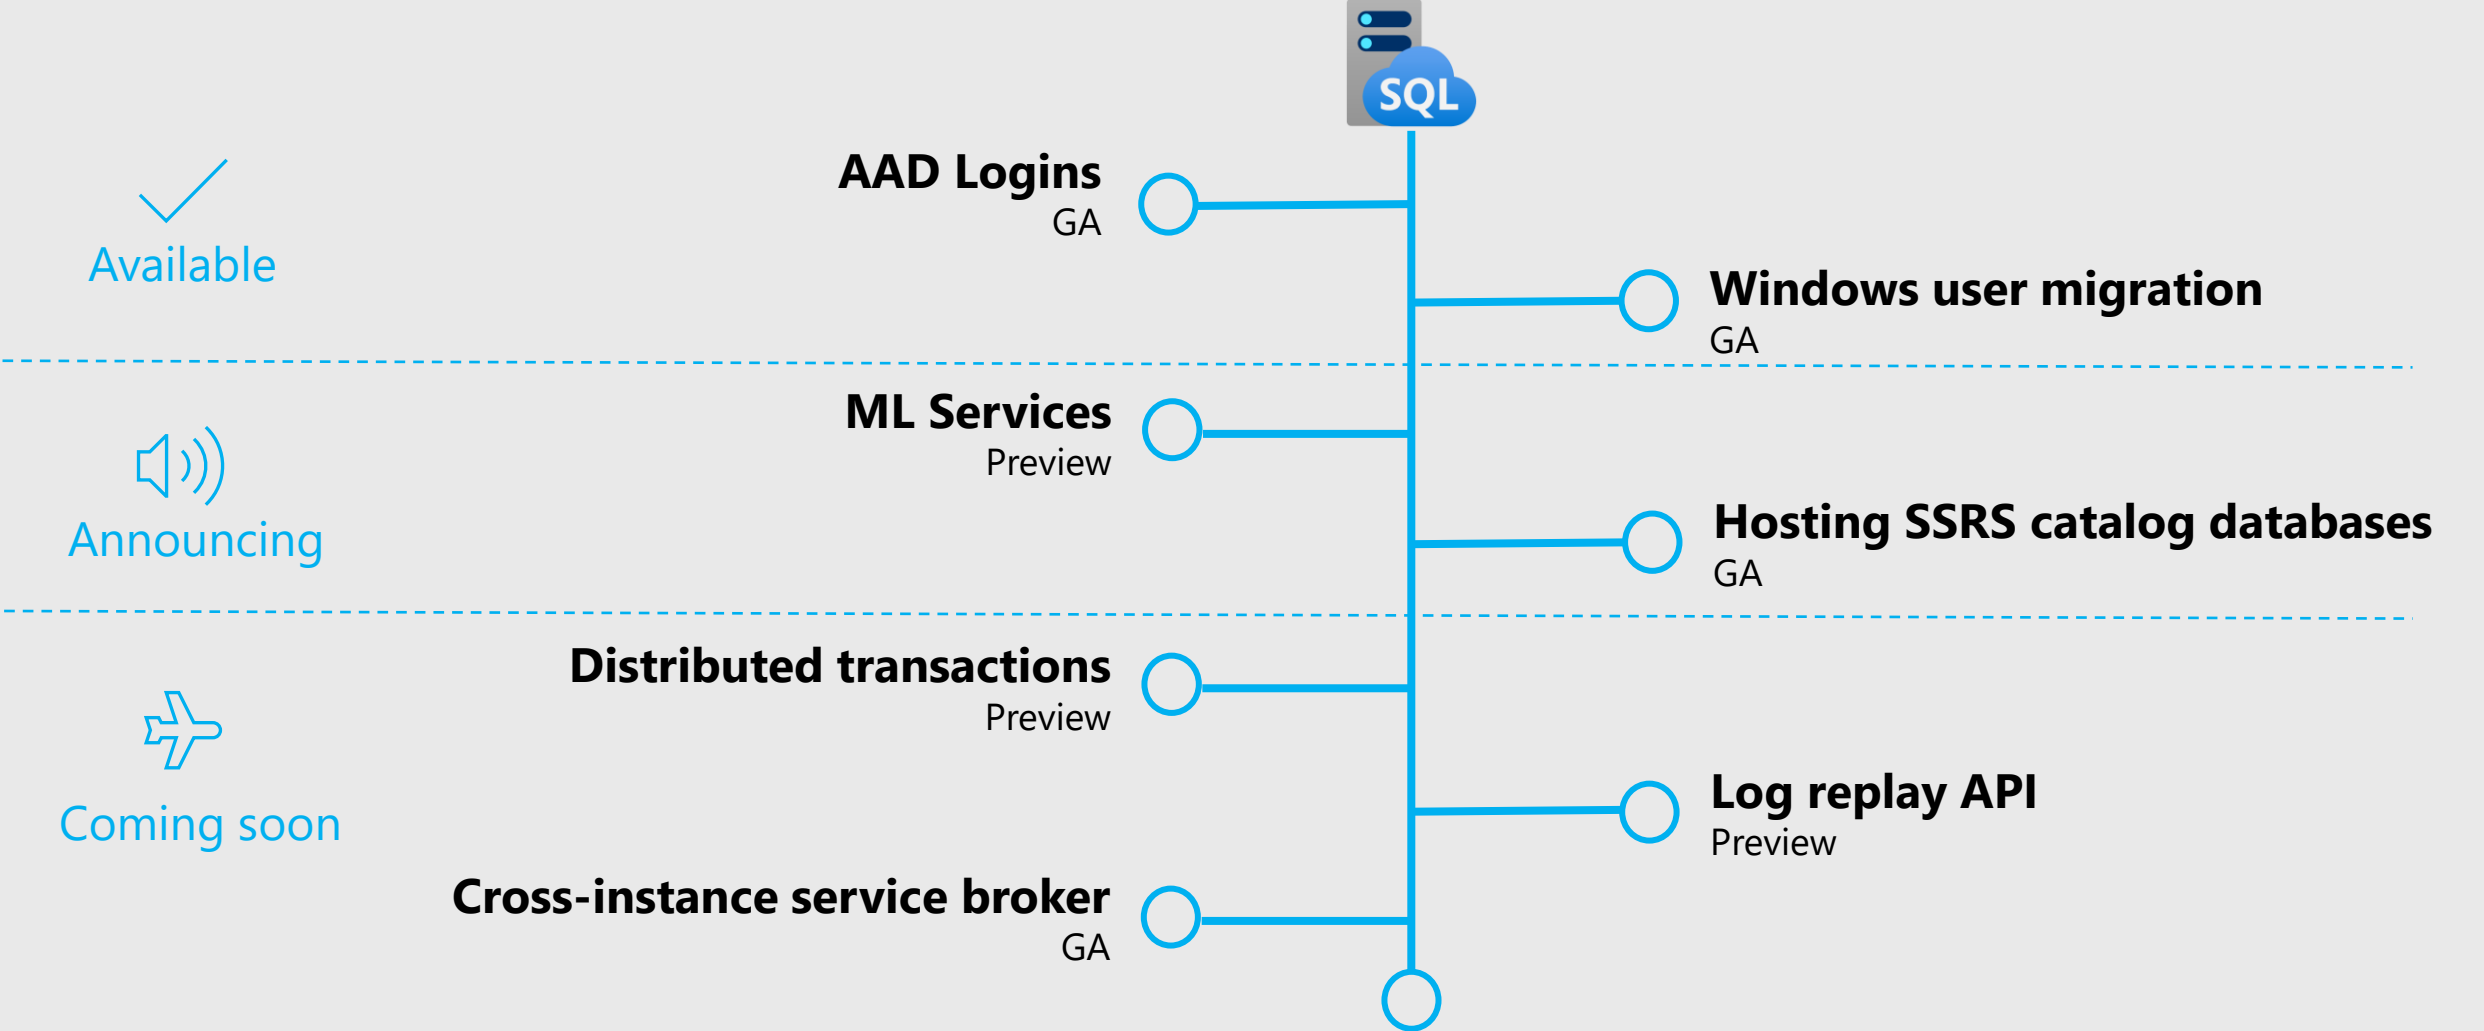 SQL
AAD Logins
GA
Available
Windows user migration
GA
ML Services
Preview
Announcing
Hosting SSRS catalog databases
GA
Distributed transactions
Preview
Coming soon
Log replay API
Preview
Cross-instance service broker
GA